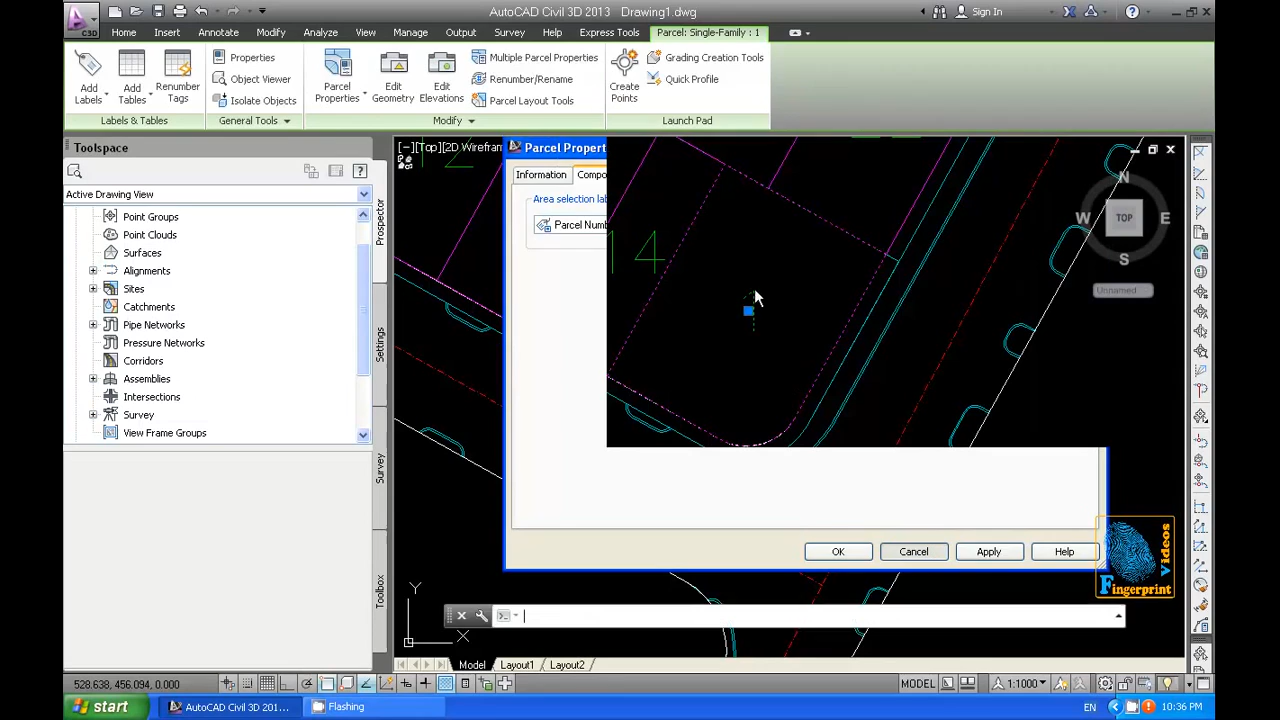 AutoCAD Civil 3D 2013   Drawing1.dwg
Sign In
C3D
Home Insert Annotate Modify Analyze View Manage Output Survey Help Express Tools Parcel: Single-Family : 1
Add Labels
Add Tables
Renumber Tags
Properties
Object Viewer
Isolate Objects
Parcel Properties
Edit Geometry
Edit Elevations
Multiple Parcel Properties
Renumber/Rename
Parcel Layout Tools
Create Points
Grading Creation Tools
Quick Profile
Labels & Tables
General Tools
Modify
Launch Pad
Toolspace
Active Drawing View
Point Groups
Point Clouds
Surfaces
Alignments
Sites
Catchments
Pipe Networks
Pressure Networks
Corridors
Assemblies
Intersections
Survey
View Frame Groups
Prospector
Settings
Survey
Toolbox
[−][Top][2D Wirefram
Parcel Propert
Information
Compo
Area selection lab
Parcel Numb
14
N
W TOP E
S
Unnamed
OK Cancel Apply Help
Fingerprint
Videos
Y
X
Model Layout1 Layout2
528.638, 456.094, 0.000
MODEL
1:1000
start
AutoCAD Civil 3D 201...
Flashing
EN
10:36 PM